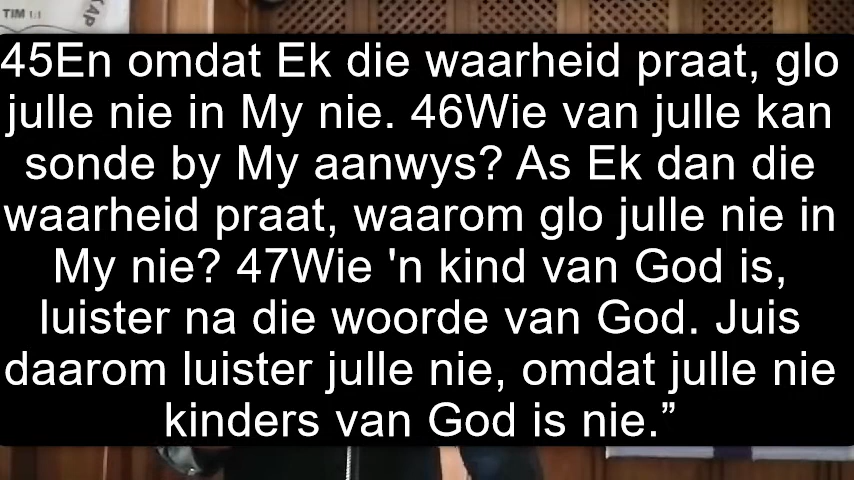 TIM 1:1
KAP
45En omdat Ek die waarheid praat, glo
julle nie in My nie. 46Wie van julle kan
sonde by My aanwys? As Ek dan die
waarheid praat, waarom glo julle nie in
My nie? 47Wie 'n kind van God is,
luister na die woorde van God. Juis
daarom luister julle nie, omdat julle nie
kinders van God is nie.”